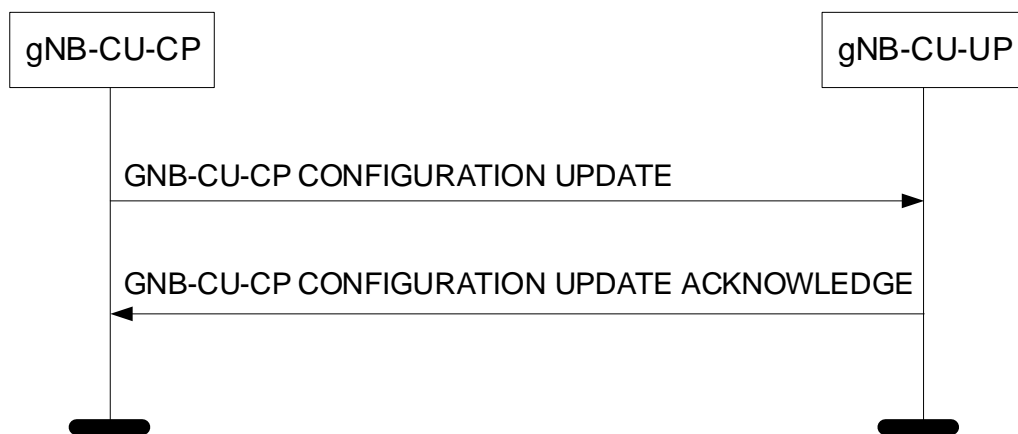 gNB-CU-CP
gNB-CU-UP
GNB-CU-CP CONFIGURATION UPDATE
GNB-CU-CP CONFIGURATION UPDATE ACKNOWLEDGE